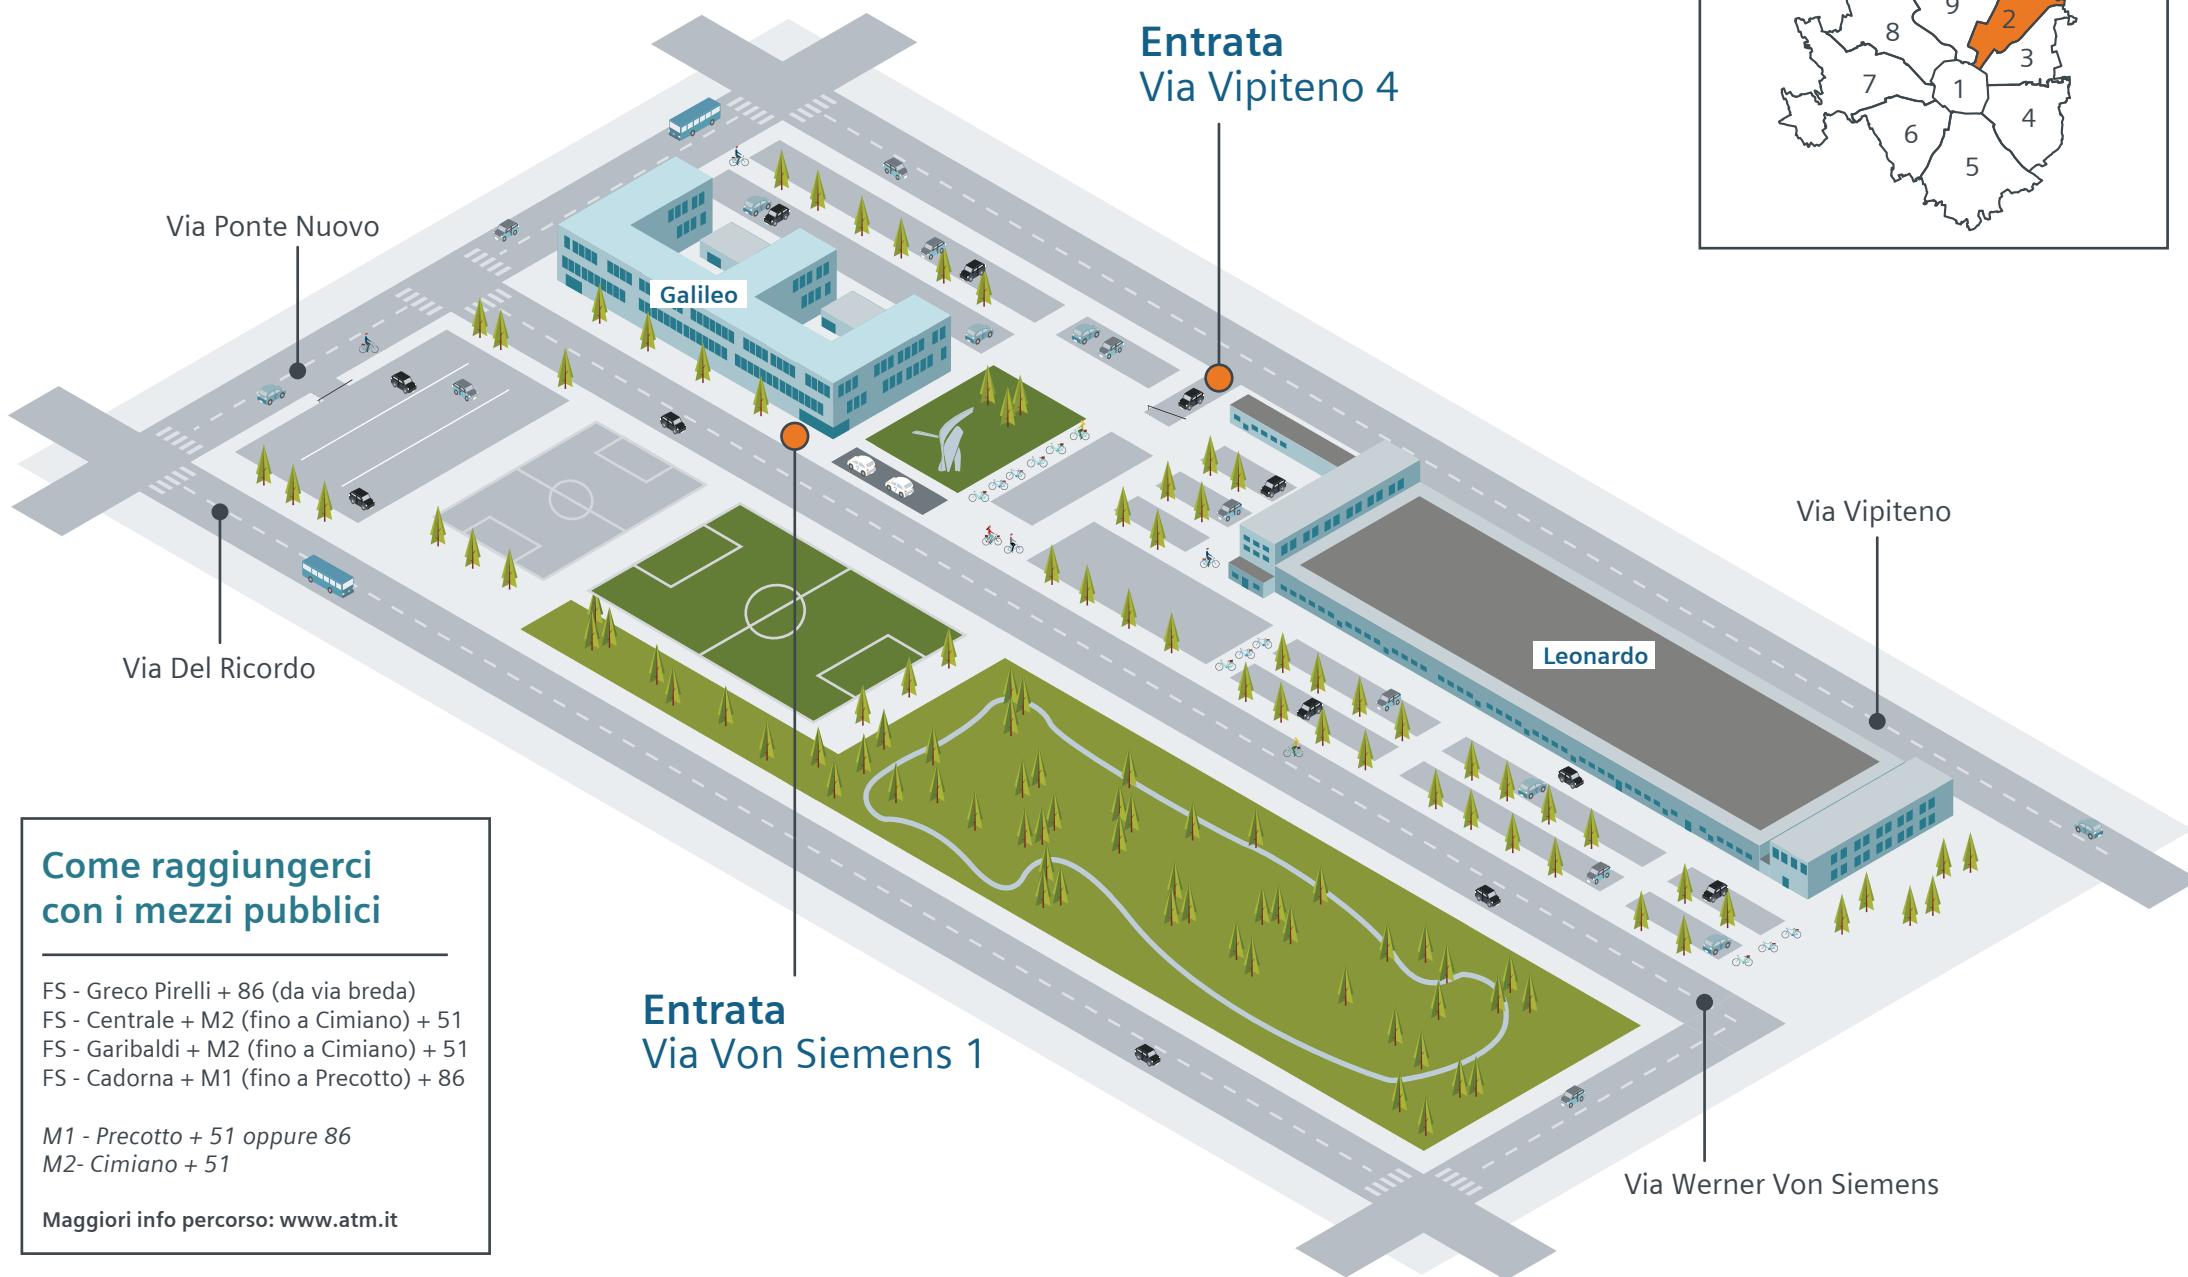 Entrata
Via Vipiteno 4
9
2
8
3
7
1
4
6
5
Via Ponte Nuovo
Galileo
Via Vipiteno
Leonardo
Via Del Ricordo
Come raggiungerci
con i mezzi pubblici
FS - Greco Pirelli + 86 (da via breda)
FS - Centrale + M2 (fino a Cimiano) + 51
FS - Garibaldi + M2 (fino a Cimiano) + 51
FS - Cadorna + M1 (fino a Precotto) + 86
M1 - Precotto + 51 oppure 86
M2- Cimiano + 51
Maggiori info percorso: www.atm.it
Entrata
Via Von Siemens 1
Via Werner Von Siemens